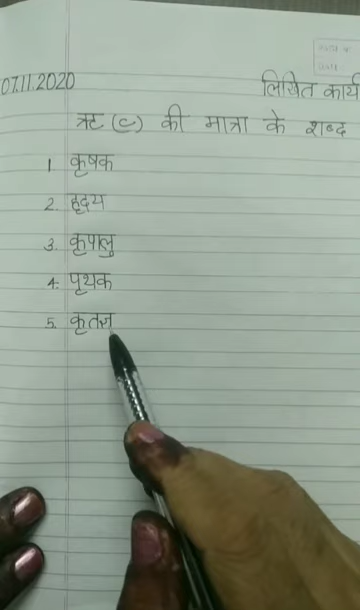 07.11.2020 लिखित कार्य
ऋ (ृ) की मात्रा के शब्द
1 कृषक
2. हृदय
3. कृपालु
4. पृथक
5. कृतज्ञ